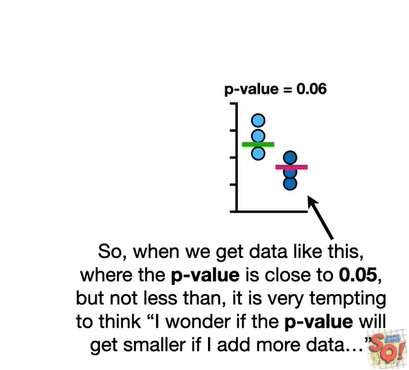 p-value = 0.06
So, when we get data like this,
where the p-value is close to 0.05,
but not less than, it is very tempting
to think “I wonder if the p-value will
get smaller if I add more data…”
SO!